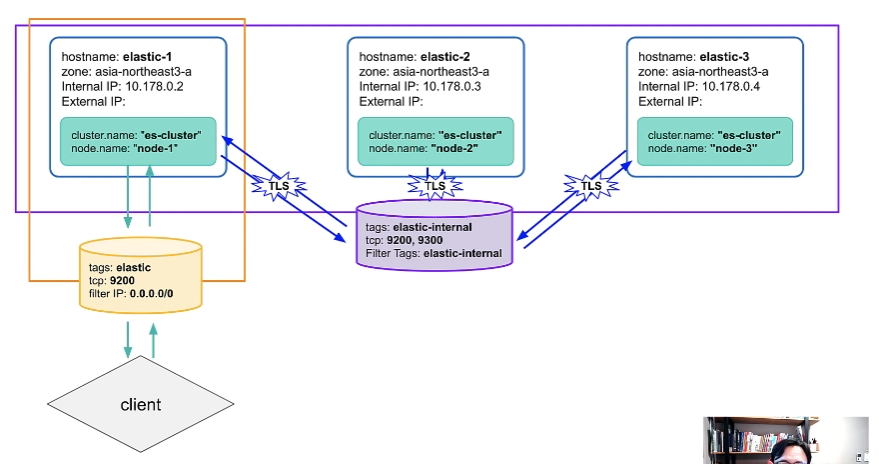 hostname: elastic-1
zone: asia-northeast3-a
Internal IP: 10.178.0.2
External IP:
cluster.name: "es-cluster"
node.name: "node-1"
hostname: elastic-2
zone: asia-northeast3-a
Internal IP: 10.178.0.3
External IP:
cluster.name: "es-cluster"
node.name: "node-2"
hostname: elastic-3
zone: asia-northeast3-a
Internal IP: 10.178.0.4
External IP:
cluster.name: "es-cluster"
node.name: "node-3"
TLS
TLS
TLS
tags: elastic-internal
tcp: 9200, 9300
Filter Tags: elastic-internal
tags: elastic
tcp: 9200
filter IP: 0.0.0.0/0
client